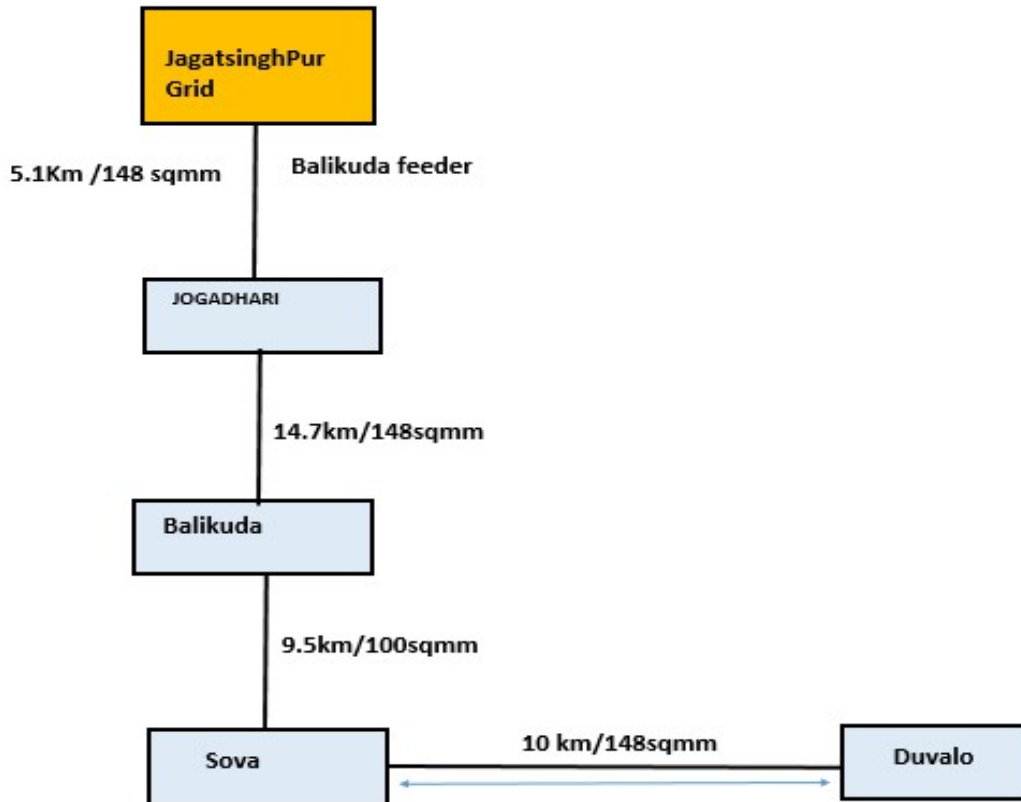 JagatsinghPur
Grid
5.1Km /148 sqmm
Balikuda feeder
JOGADHARI
14.7km/148sqmm
Balikuda
9.5km/100sqmm
Sova
10 km/148sqmm
Duvalo